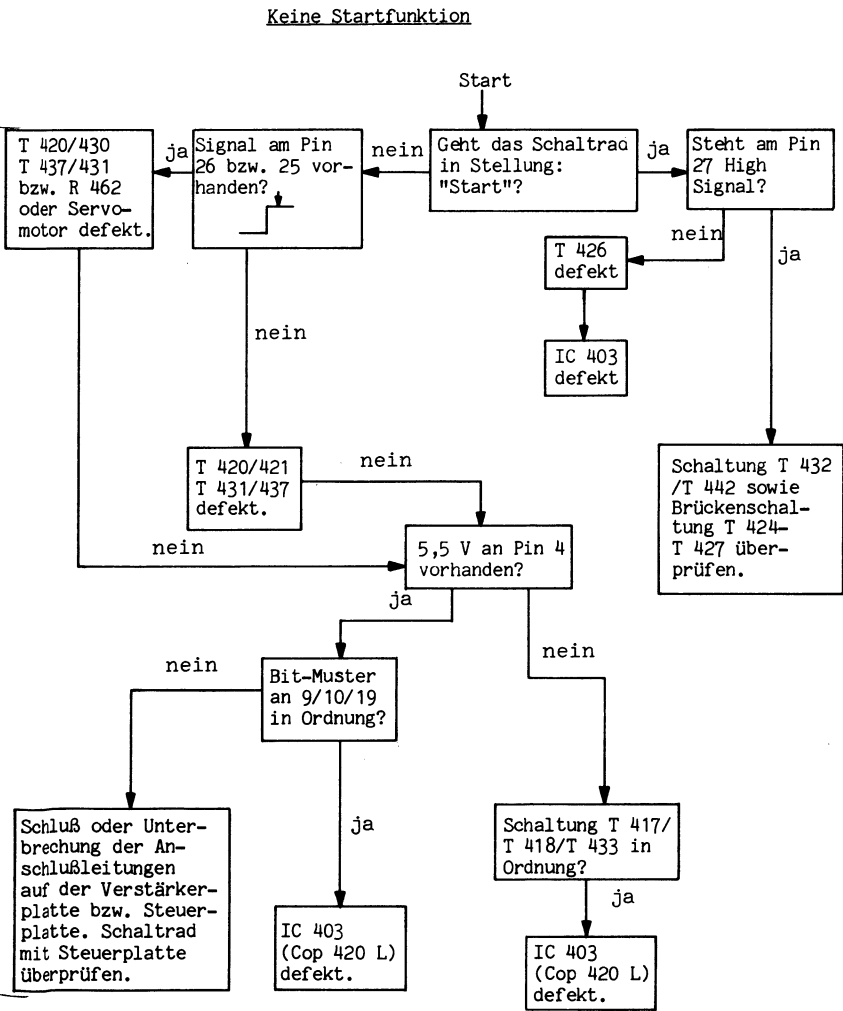 Keine Startfunktion
Start
T 420/430
T 437/431
bzw. R 462
oder Servo-
motor defekt.
ja
Signal am Pin
26 bzw. 25 vor-
handen?
nein
Geht das Schaltrad
in Stellung:
"Start"?
ja
Steht am Pin
27 High
Signal?
nein
ja
T 426
defekt
IC 403
defekt
nein
T 420/421
T 431/437
defekt.
nein
Schaltung T 432
/T 442 sowie
Brückenschal-
tung T 424-
T 427 über-
prüfen.
nein
5,5 V an Pin 4
vorhanden?
ja
nein
nein
Bit-Muster
an 9/10/19
in Ordnung?
ja
Schluß oder Unter-
brechung der An-
schlußleitungen
auf der Verstärker-
platte bzw. Steuer-
platte. Schaltrad
mit Steuerplatte
überprüfen.
Schaltung T 417/
T 418/T 433 in
Ordnung?
ja
IC 403
(Cop 420 L)
defekt.
IC 403
(Cop 420 L)
defekt.